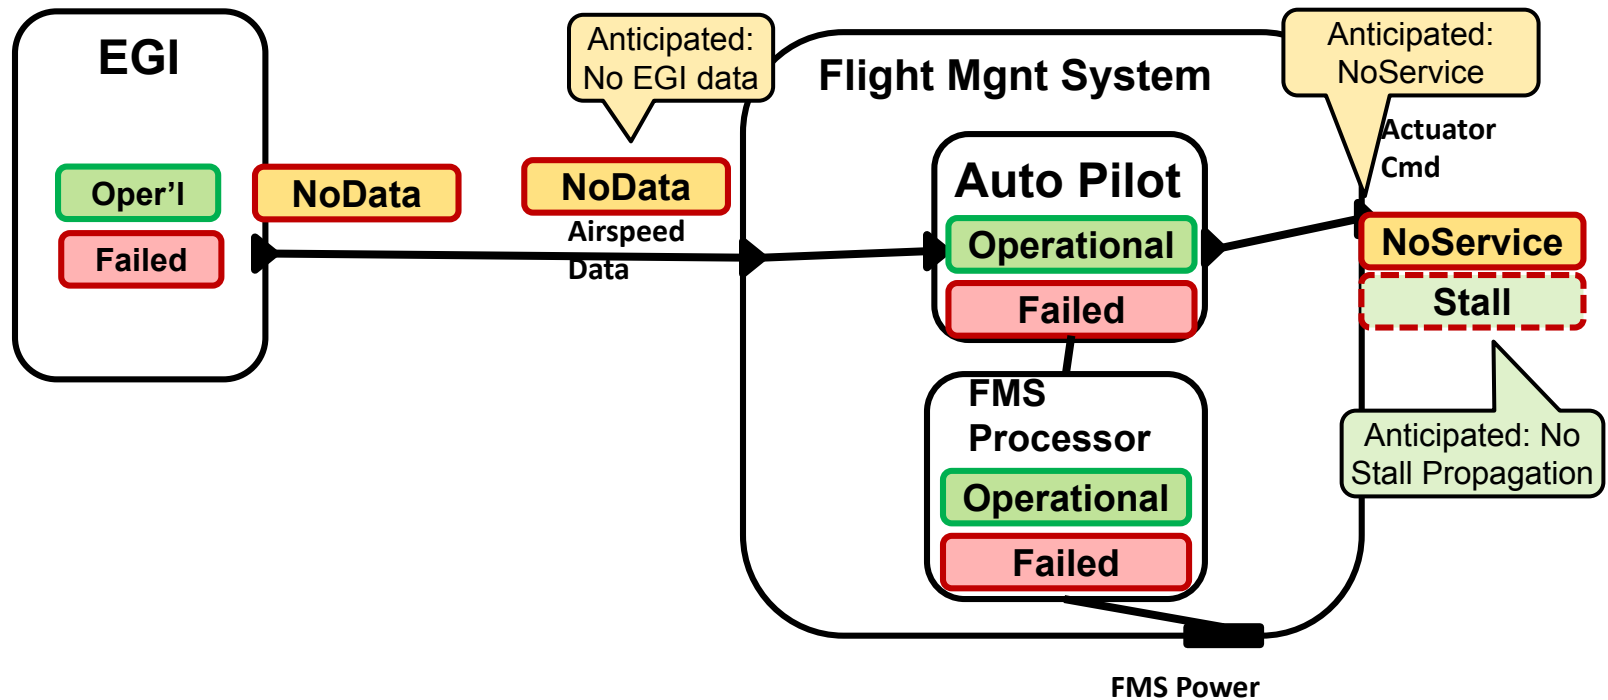 EGI
Oper’l
Failed
NoData
Anticipated:
No EGI data
NoData
Airspeed
Data
Flight Mgnt System
Auto Pilot
Operational
Failed
FMS
Processor
Operational
Failed
FMS Power
Anticipated:
NoService
Actuator
Cmd
NoService
Stall
Anticipated: No
Stall Propagation